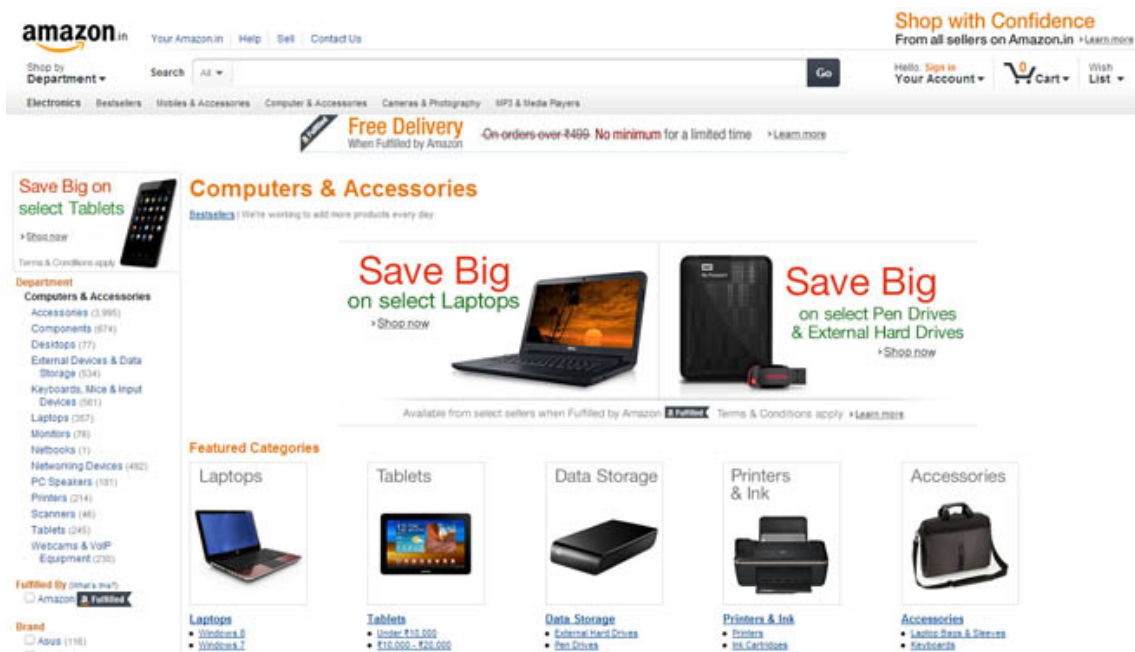 amazon.in
Your Amazon.in | Help | Sell | Contact Us
Shop with Confidence
From all sellers on Amazon.in Learn more
Shop by
Department
Search All Go
Hello. Sign in
Your Account
0
Cart
Wish
List
Electronics Bestsellers Mobiles & Accessories Computer & Accessories Cameras & Photography MP3 & Media Players
Fulfilled
Free Delivery
When Fulfilled by Amazon
On orders over ₹499 No minimum for a limited time Learn more
Save Big on
select Tablets
Shop now
Terms & Conditions apply
Department
Computers & Accessories
Accessories (3,995)
Components (674)
Desktops (77)
External Devices & Data
Storage (534)
Keyboards, Mice & Input
Devices (561)
Laptops (357)
Monitors (78)
Netbooks (1)
Networking Devices (492)
PC Speakers (181)
Printers (214)
Scanners (46)
Tablets (245)
Webcams & VoIP
Equipment (230)
Fulfilled By (What's this?)
Amazon Fulfilled
Brand
Asus (116)
Computers & Accessories
Bestsellers | We're working to add more products every day.
Save Big
on select Laptops
Shop now
WD
My Passport
Save Big
on select Pen Drives
& External Hard Drives
Shop now
Available from select sellers when Fulfilled by Amazon Fulfilled Terms & Conditions apply Learn more
Featured Categories
Laptops
Tablets
Data Storage
Printers
& Ink
Accessories
Laptops
• Windows 8
• Windows 7
Tablets
• Under ₹10,000
• ₹10,000 - ₹20,000
Data Storage
• External Hard Drives
• Pen Drives
Printers & Ink
• Printers
• Ink Cartridges
Accessories
• Laptop Bags & Sleeves
• Keyboards